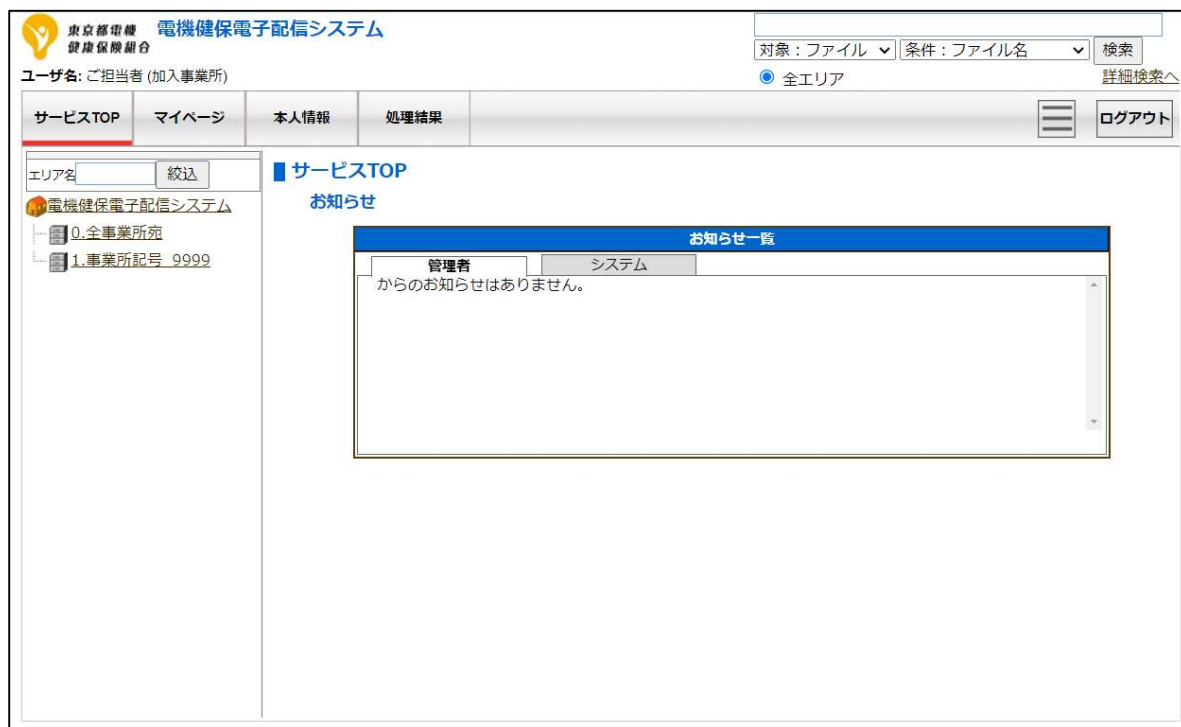 東京都電機
健康保険組合
電機健保電子配信システム
対象:ファイル 条件:ファイル名 検索
ユーザ名: ご担当者 (加入事業所)
全エリア
詳細検索へ
サービスTOP マイページ 本人情報 処理結果 ログアウト
エリア名 絞込
電機健保電子配信システム
0.全事業所宛
1.事業所記号_9999
サービスTOP
お知らせ
お知らせ一覧
管理者 システム
からのお知らせはありません。